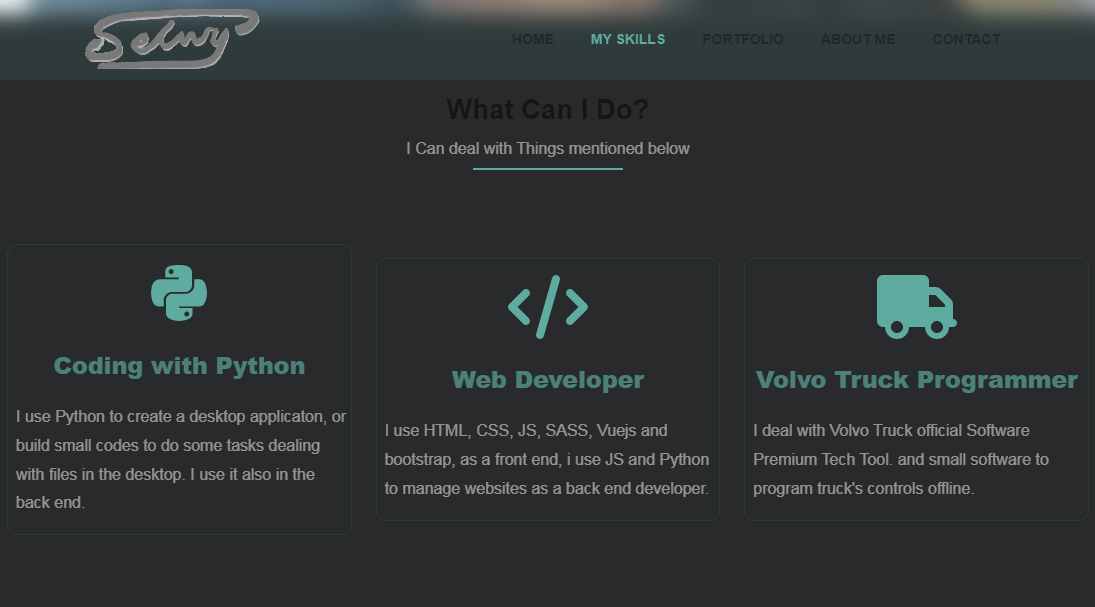 Selwy
HOME MY SKILLS PORTFOLIO ABOUT ME CONTACT
What Can I Do?
I Can deal with Things mentioned below
Coding with Python
I use Python to create a desktop applicaton, or
build small codes to do some tasks dealing
with files in the desktop. I use it also in the
back end.
Web Developer
I use HTML, CSS, JS, SASS, Vuejs and
bootstrap, as a front end, i use JS and Python
to manage websites as a back end developer.
Volvo Truck Programmer
I deal with Volvo Truck official Software
Premium Tech Tool. and small software to
program truck's controls offline.